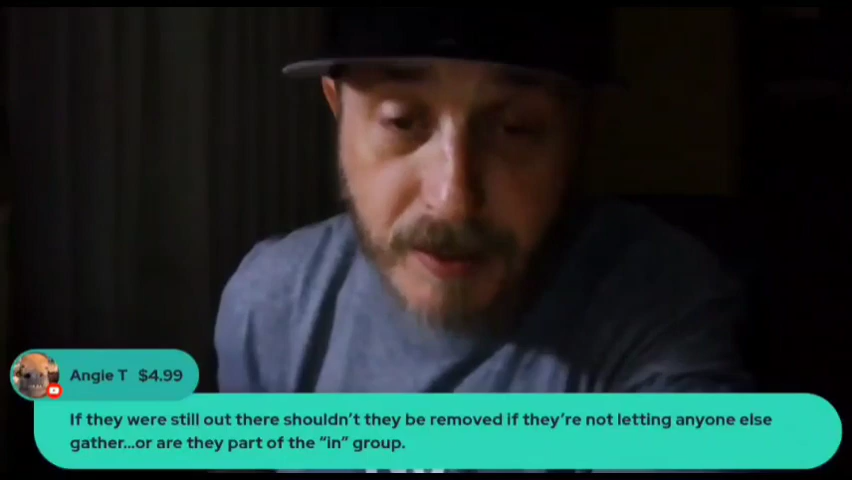 Angie T $4.99
If they were still out there shouldn't they be removed if they're not letting anyone else
gather...or are they part of the "in" group.